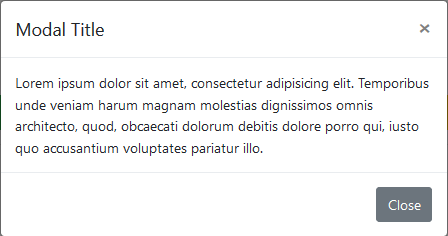 Modal Title
×
Lorem ipsum dolor sit amet, consectetur adipisicing elit. Temporibus
unde veniam harum magnam molestias dignissimos omnis
architecto, quod, obcaecati dolorum debitis dolore porro qui, iusto
quo accusantium voluptates pariatur illo.
Close